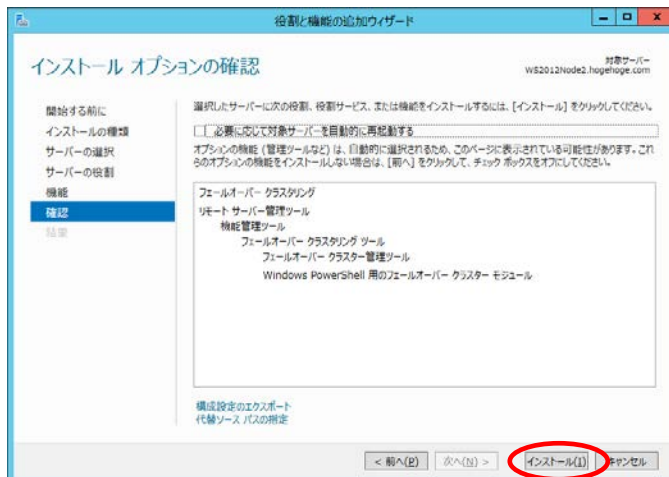 役割と機能の追加ウィザード
インストール オプションの確認
対象サーバー
WS2012Node2.hogehoge.com
開始する前に
インストールの種類
サーバーの選択
サーバーの役割
機能
確認
結果
選択したサーバーに次の役割、役割サービス、または機能をインストールするには、[インストール] をクリックしてください。
必要に応じて対象サーバーを自動的に再起動する
オプションの機能 (管理ツールなど) は、自動的に選択されるため、このページに表示されている可能性があります。これ
らのオプションの機能をインストールしない場合は、[前へ] をクリックして、チェック ボックスをオフにしてください。
フェールオーバー クラスタリング
リモート サーバー管理ツール
機能管理ツール
フェールオーバー クラスタリング ツール
フェールオーバー クラスター管理ツール
Windows PowerShell 用のフェールオーバー クラスター モジュール
構成設定のエクスポート
代替ソース パスの指定
< 前へ(P) 次へ(N) > インストール(I) キャンセル